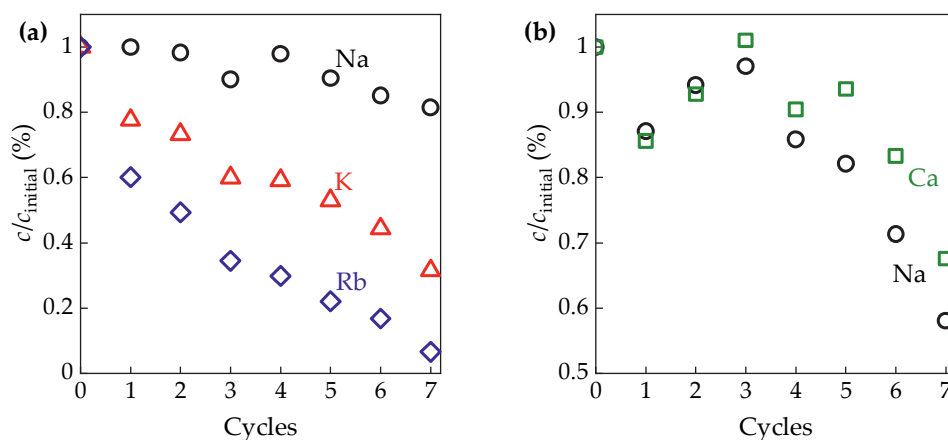 (a)
c/c_initial (%)
1
0.8
0.6
0.4
0.2
0
Na
K
Rb
0 1 2 3 4 5 6 7
Cycles
(b)
c/c_initial (%)
1
0.9
0.8
0.7
0.6
0.5
Ca
Na
0 1 2 3 4 5 6 7
Cycles